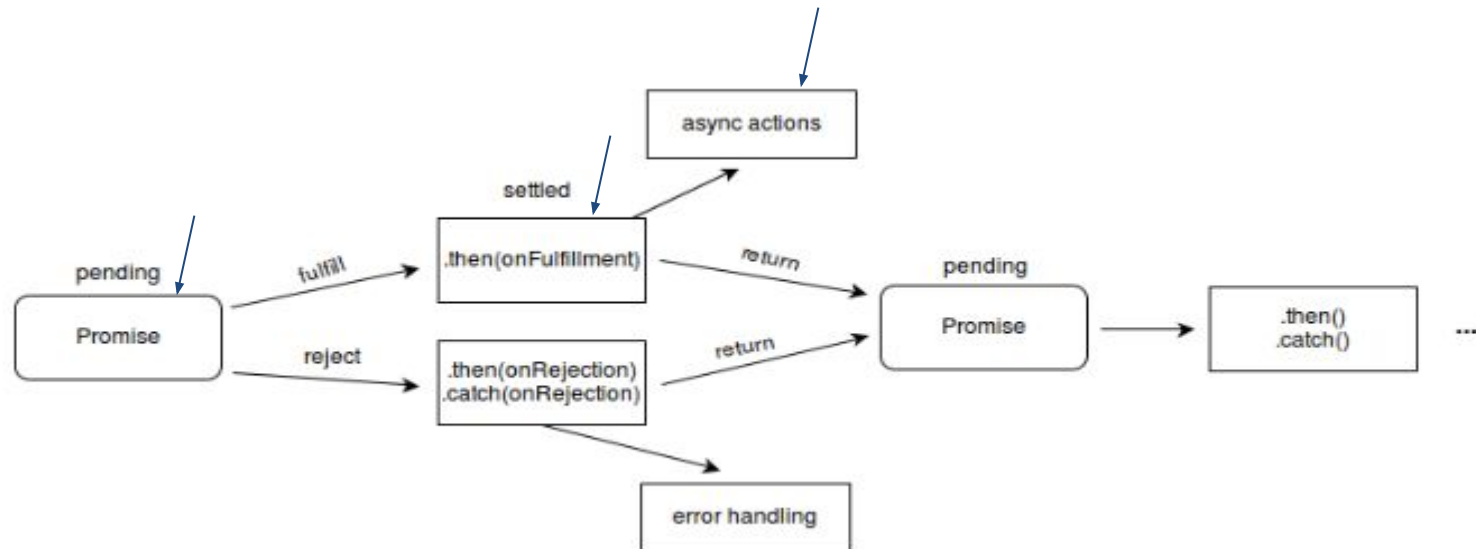 async actions
settled
.then(onFulfillment)
pending
fulfill
return
pending
Promise
Promise
.then()
.catch()
...
reject
return
.then(onRejection)
.catch(onRejection)
error handling